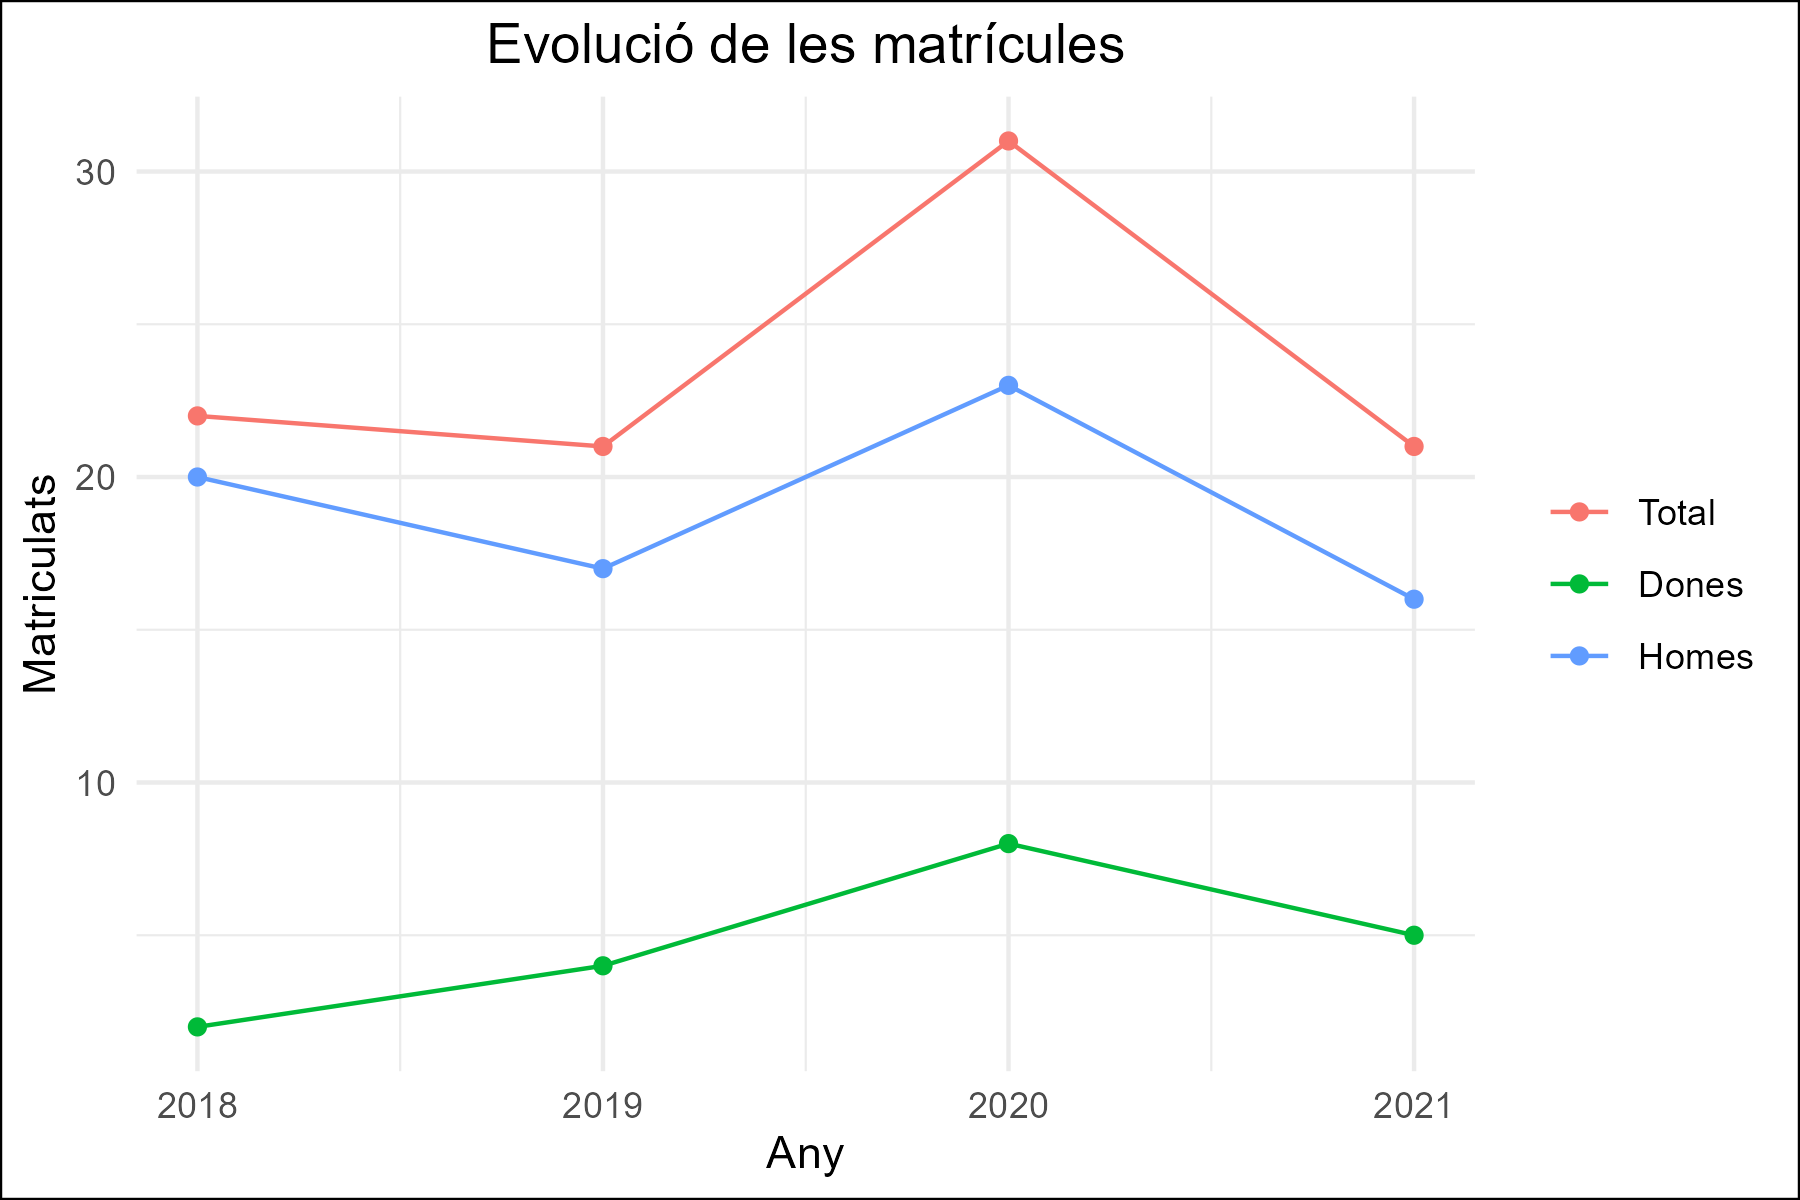 Evolució de les matrícules
Matriculats
30
20
10
2018
2019
2020
2021
Any
Total
Dones
Homes